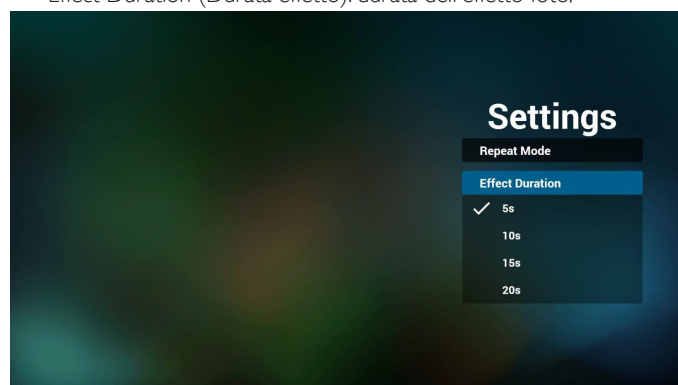 Effect Duration (Durata effetto): durata dell'effetto foto.
Settings
Repeat Mode
Effect Duration
5s
10s
15s
20s